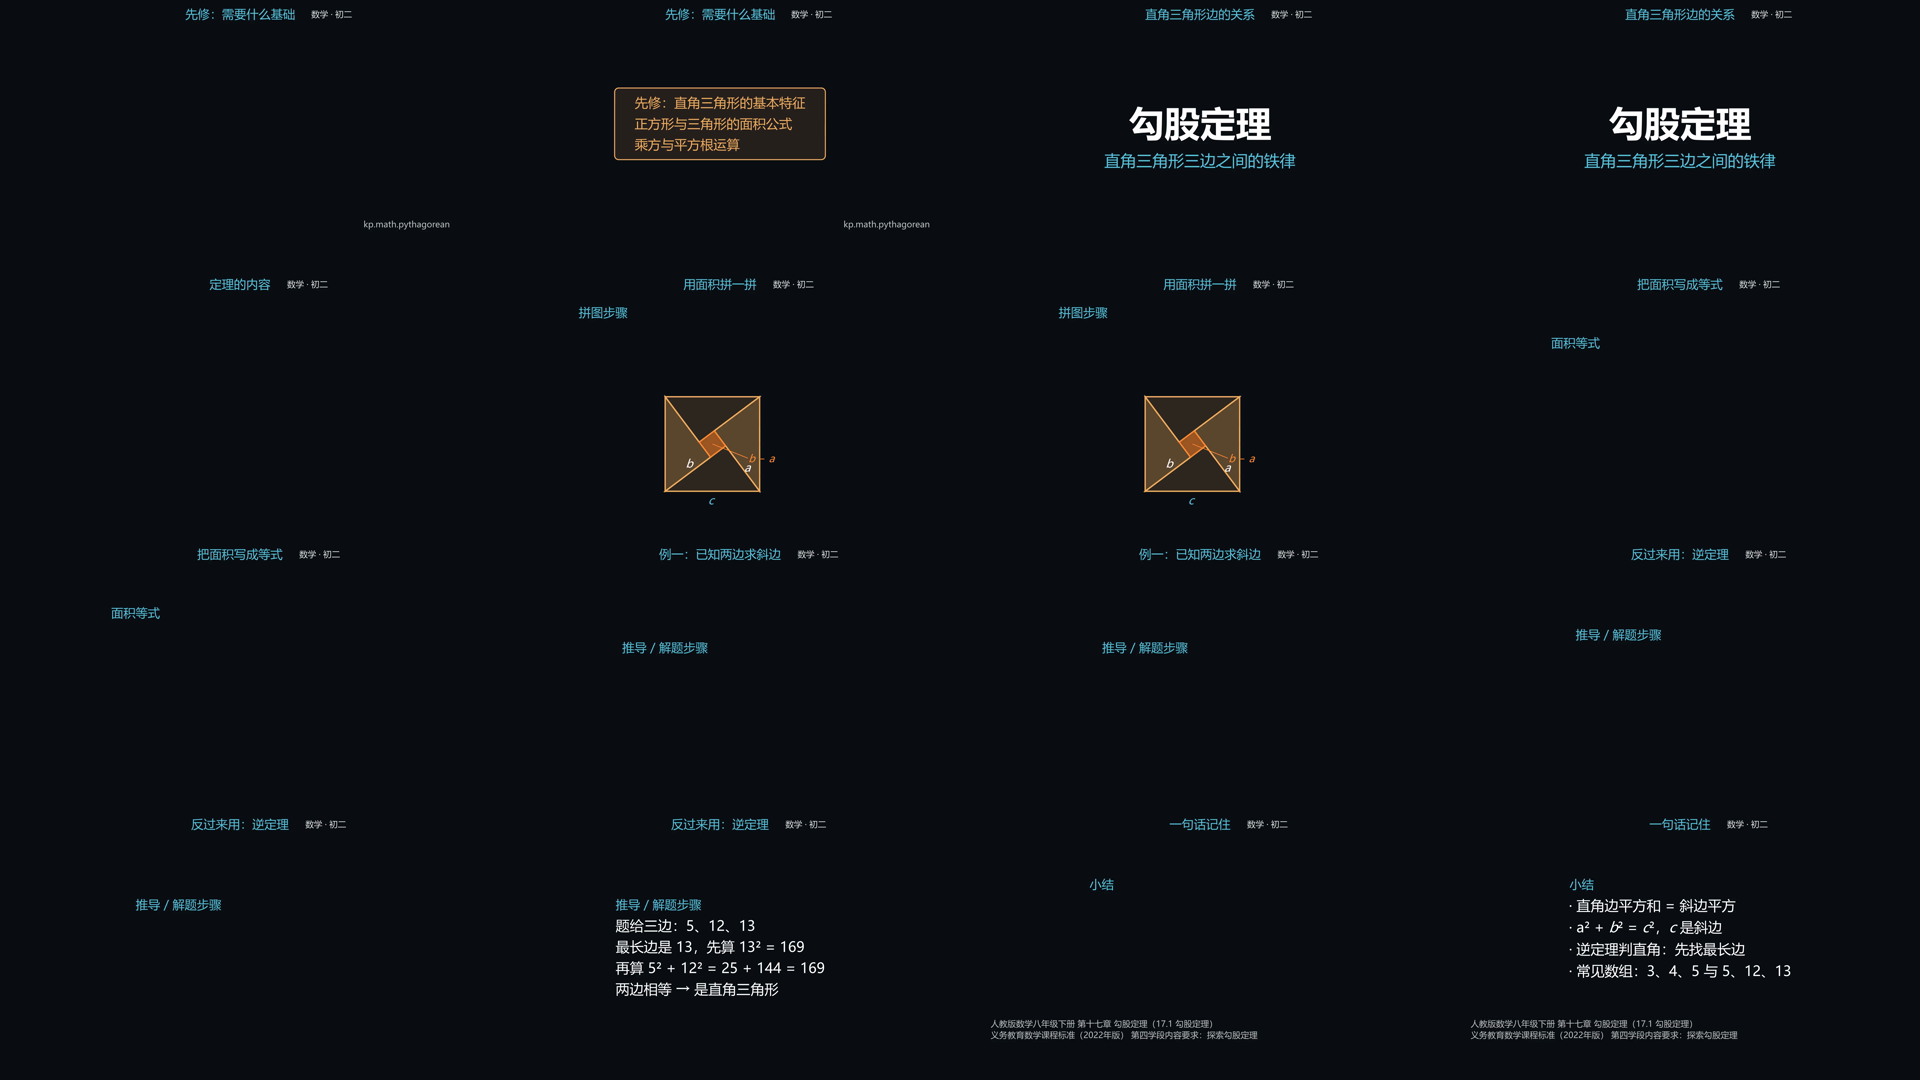 先修：需要什么基础 数学 · 初二
先修：需要什么基础 数学 · 初二
先修：直角三角形的基本特征
正方形与三角形的面积公式
乘方与平方根运算
直角三角形边的关系 数学 · 初二
勾股定理
直角三角形三边之间的铁律
直角三角形边的关系 数学 · 初二
勾股定理
直角三角形三边之间的铁律
kp.math.pythagorean
kp.math.pythagorean
定理的内容 数学 · 初二
用面积拼一拼 数学 · 初二
拼图步骤
b
a
b - a
c
用面积拼一拼 数学 · 初二
拼图步骤
b
a
b - a
c
把面积写成等式 数学 · 初二
面积等式
把面积写成等式 数学 · 初二
面积等式
例一：已知两边求斜边 数学 · 初二
推导 / 解题步骤
例一：已知两边求斜边 数学 · 初二
推导 / 解题步骤
反过来用：逆定理 数学 · 初二
推导 / 解题步骤
反过来用：逆定理 数学 · 初二
推导 / 解题步骤
反过来用：逆定理 数学 · 初二
推导 / 解题步骤
题给三边：5、12、13
最长边是 13，先算 13² = 169
再算 5² + 12² = 25 + 144 = 169
两边相等 → 是直角三角形
一句话记住 数学 · 初二
小结
人教版数学八年级下册 第十七章 勾股定理（17.1 勾股定理）
义务教育数学课程标准（2022年版） 第四学段内容要求：探索勾股定理
一句话记住 数学 · 初二
小结
· 直角边平方和 = 斜边平方
· a² + b² = c²，c 是斜边
· 逆定理判直角：先找最长边
· 常见数组：3、4、5 与 5、12、13
人教版数学八年级下册 第十七章 勾股定理（17.1 勾股定理）
义务教育数学课程标准（2022年版） 第四学段内容要求：探索勾股定理